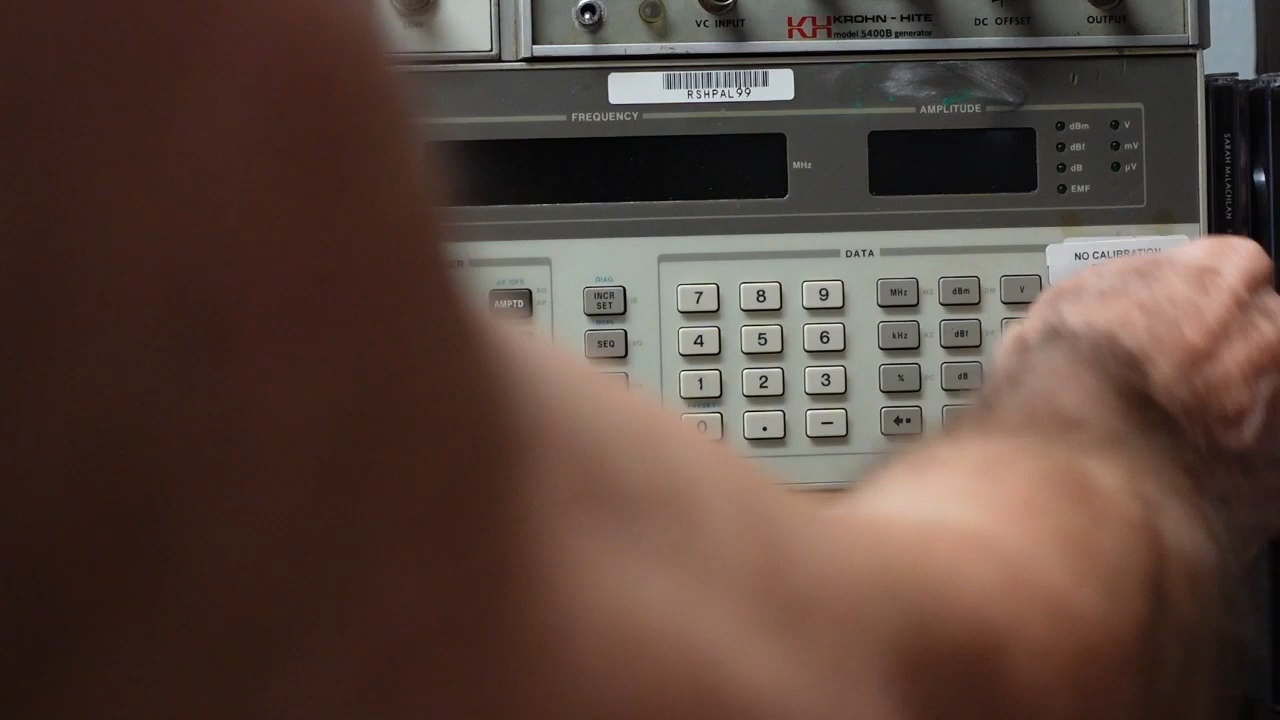 VC INPUT
KH KROHN-HITE
model 5400B generator
DC OFFSET
OUTPUT
RSHPAL99
FREQUENCY
MHz
AMPLITUDE
dBm
V
dBf
mV
dB
µV
EMF
SARAH McLACHLAN
DATA
NO CALIBRATION
AMPTD
DIAG
INCR
SET
SEQ
7
8
9
MHz
dBm
V
4
5
6
kHz
dBf
1
2
3
%
dB
0
.
−